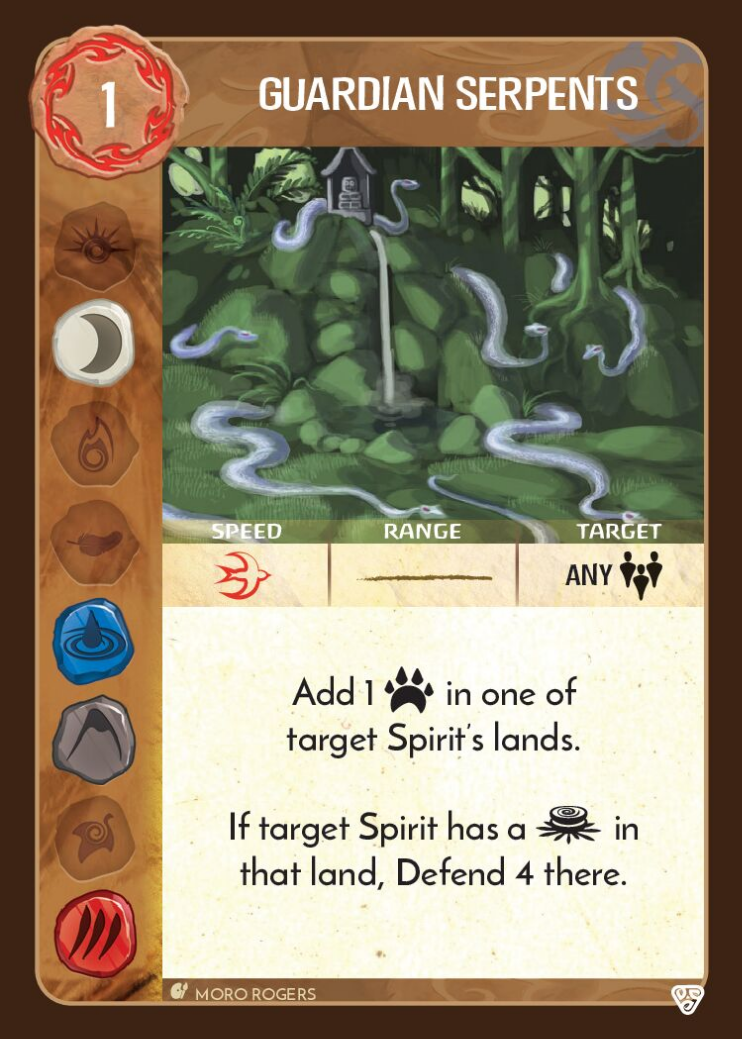 1
GUARDIAN SERPENTS
SPEED RANGE TARGET
ANY
Add 1 in one of
target Spirit's lands.
If target Spirit has a in
that land, Defend 4 there.
MORO ROGERS